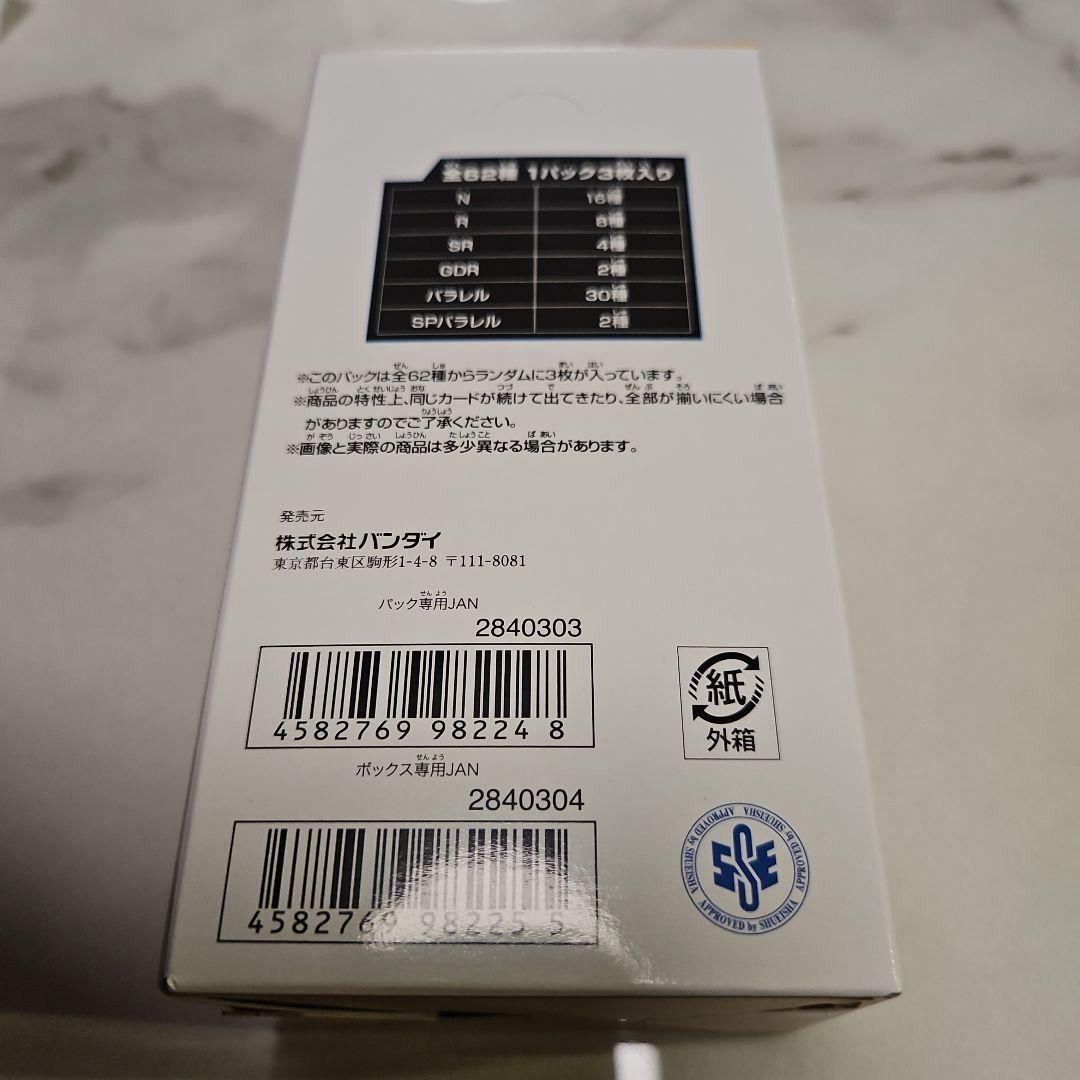 全62種 1パック3枚入り
N 16種
R 8種
SR 4種
GDR 2種
パラレル 30種
SPパラレル 2種
※このパックは全62種からランダムに3枚が入っています。
※商品の特性上、同じカードが続けて出てきたり、全部が揃いにくい場合
がありますのでご了承ください。
※画像と実際の商品は多少異なる場合があります。
発売元
株式会社バンダイ
東京都台東区駒形1-4-8 〒111-8081
パック専用JAN
2840303
4582769 98224 8
紙
外箱
ボックス専用JAN
2840304
4582769 98225 5
SSE
APPROVED by SHUEISHA APPROVED by SHUEISHA APPROVED by SHUEISHA